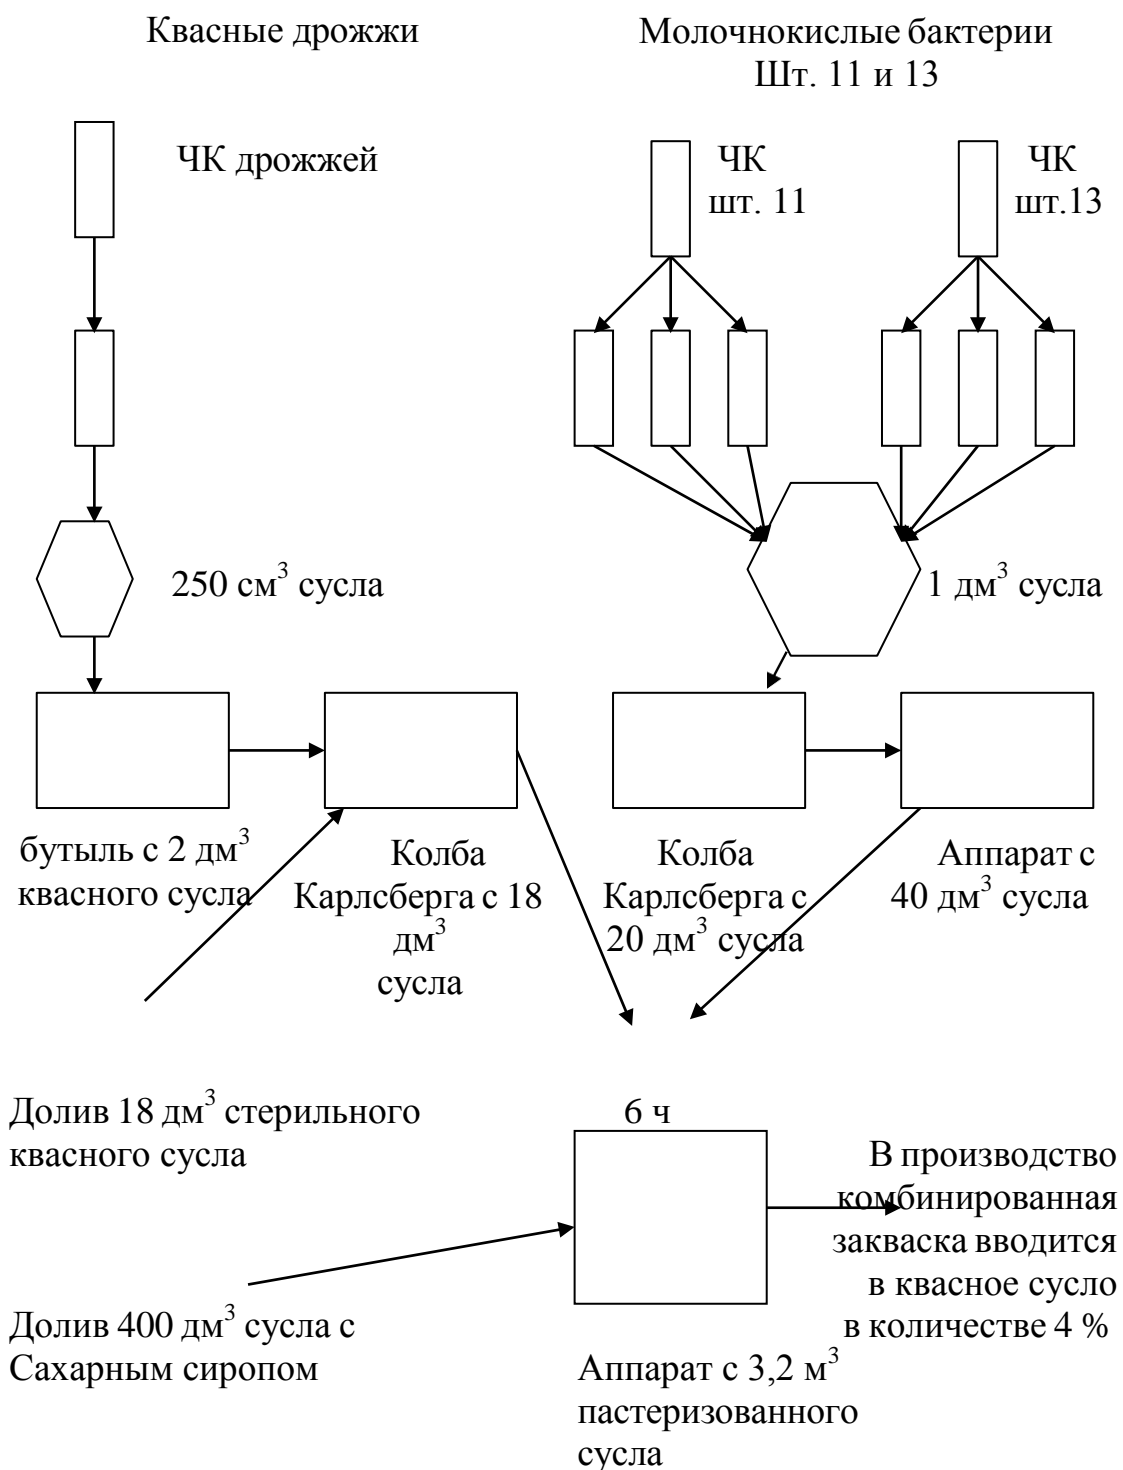 Квасные дрожжи
Молочнокислые бактерии
Шт. 11 и 13
ЧК дрожжей
ЧК
шт. 11
ЧК
шт.13
250 см³ сусла
1 дм³ сусла
бутыль с 2 дм³
квасного сусла
Колба
Карлсберга с 18
дм³
сусла
Колба
Карлсберга с
20 дм³ сусла
Аппарат с
40 дм³ сусла
Долив 18 дм³ стерильного
квасного сусла
6 ч
В производство
комбинированная
закваска вводится
в квасное сусло
в количестве 4 %
Долив 400 дм³ сусла с
Сахарным сиропом
Аппарат с 3,2 м³
пастеризованного
сусла